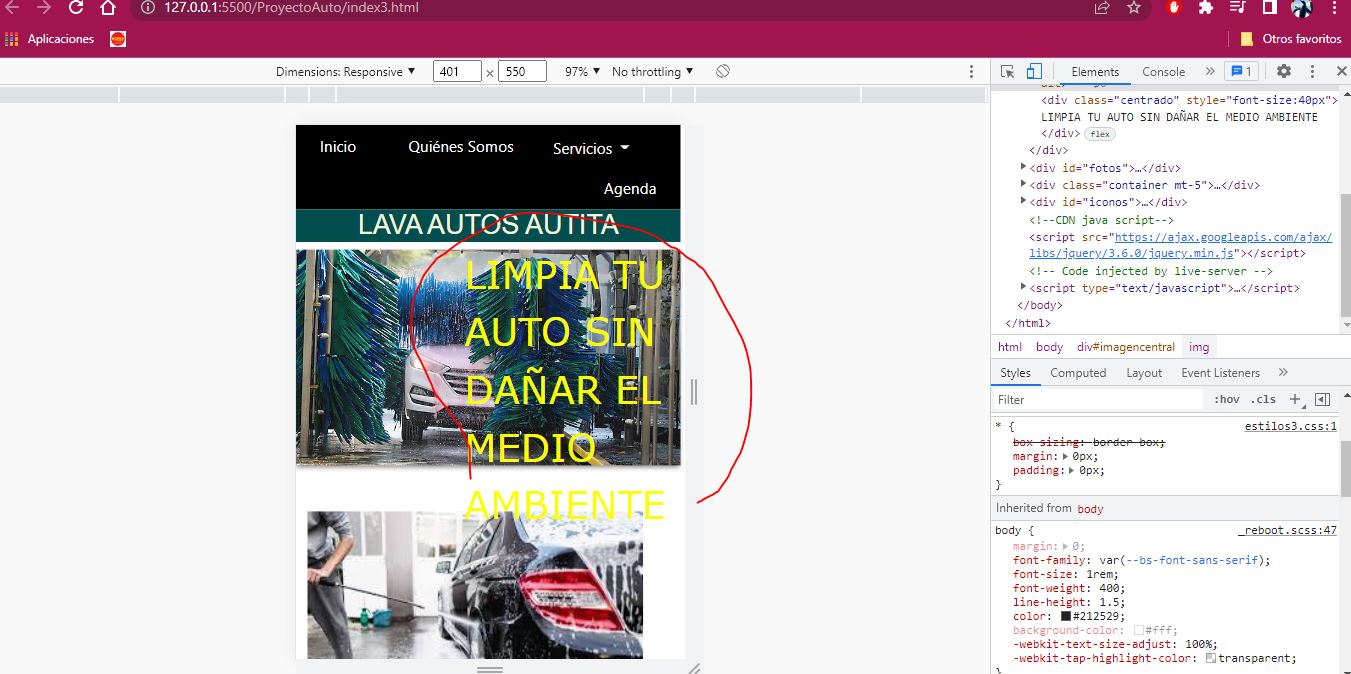 127.0.0.1:5500/ProyectoAuto/index3.html
Aplicaciones
Otros favoritos
Dimensions: Responsive ▼ 401 × 550 97% ▼ No throttling ▼
Inicio Quiénes Somos Servicios
Agenda
LAVA AUTOS AUTITA
LIMPIA TU
AUTO SIN
DAÑAR EL
MEDIO
AMBIENTE
Elements Console » 1
<div class="centrado" style="font-size:40px">
LIMPIA TU AUTO SIN DAÑAR EL MEDIO AMBIENTE
</div> flex
</div>
<div id="fotos">…</div>
<div class="container mt-5">…</div>
<div id="iconos">…</div>
<!--CDN java script-->
<script src="https://ajax.googleapis.com/ajax/
libs/jquery/3.6.0/jquery.min.js"></script>
<!-- Code injected by live-server -->
<script type="text/javascript">…</script>
</body>
</html>
html body div#imagencentral img
Styles Computed Layout Event Listeners »
Filter :hov .cls +
* { estilos3.css:1
box-sizing: border-box;
margin: 0px;
padding: 0px;
}
Inherited from body
body { _reboot.scss:47
margin: 0;
font-family: var(--bs-font-sans-serif);
font-size: 1rem;
font-weight: 400;
line-height: 1.5;
color: #212529;
background-color: #fff;
-webkit-text-size-adjust: 100%;
-webkit-tap-highlight-color: transparent;
}